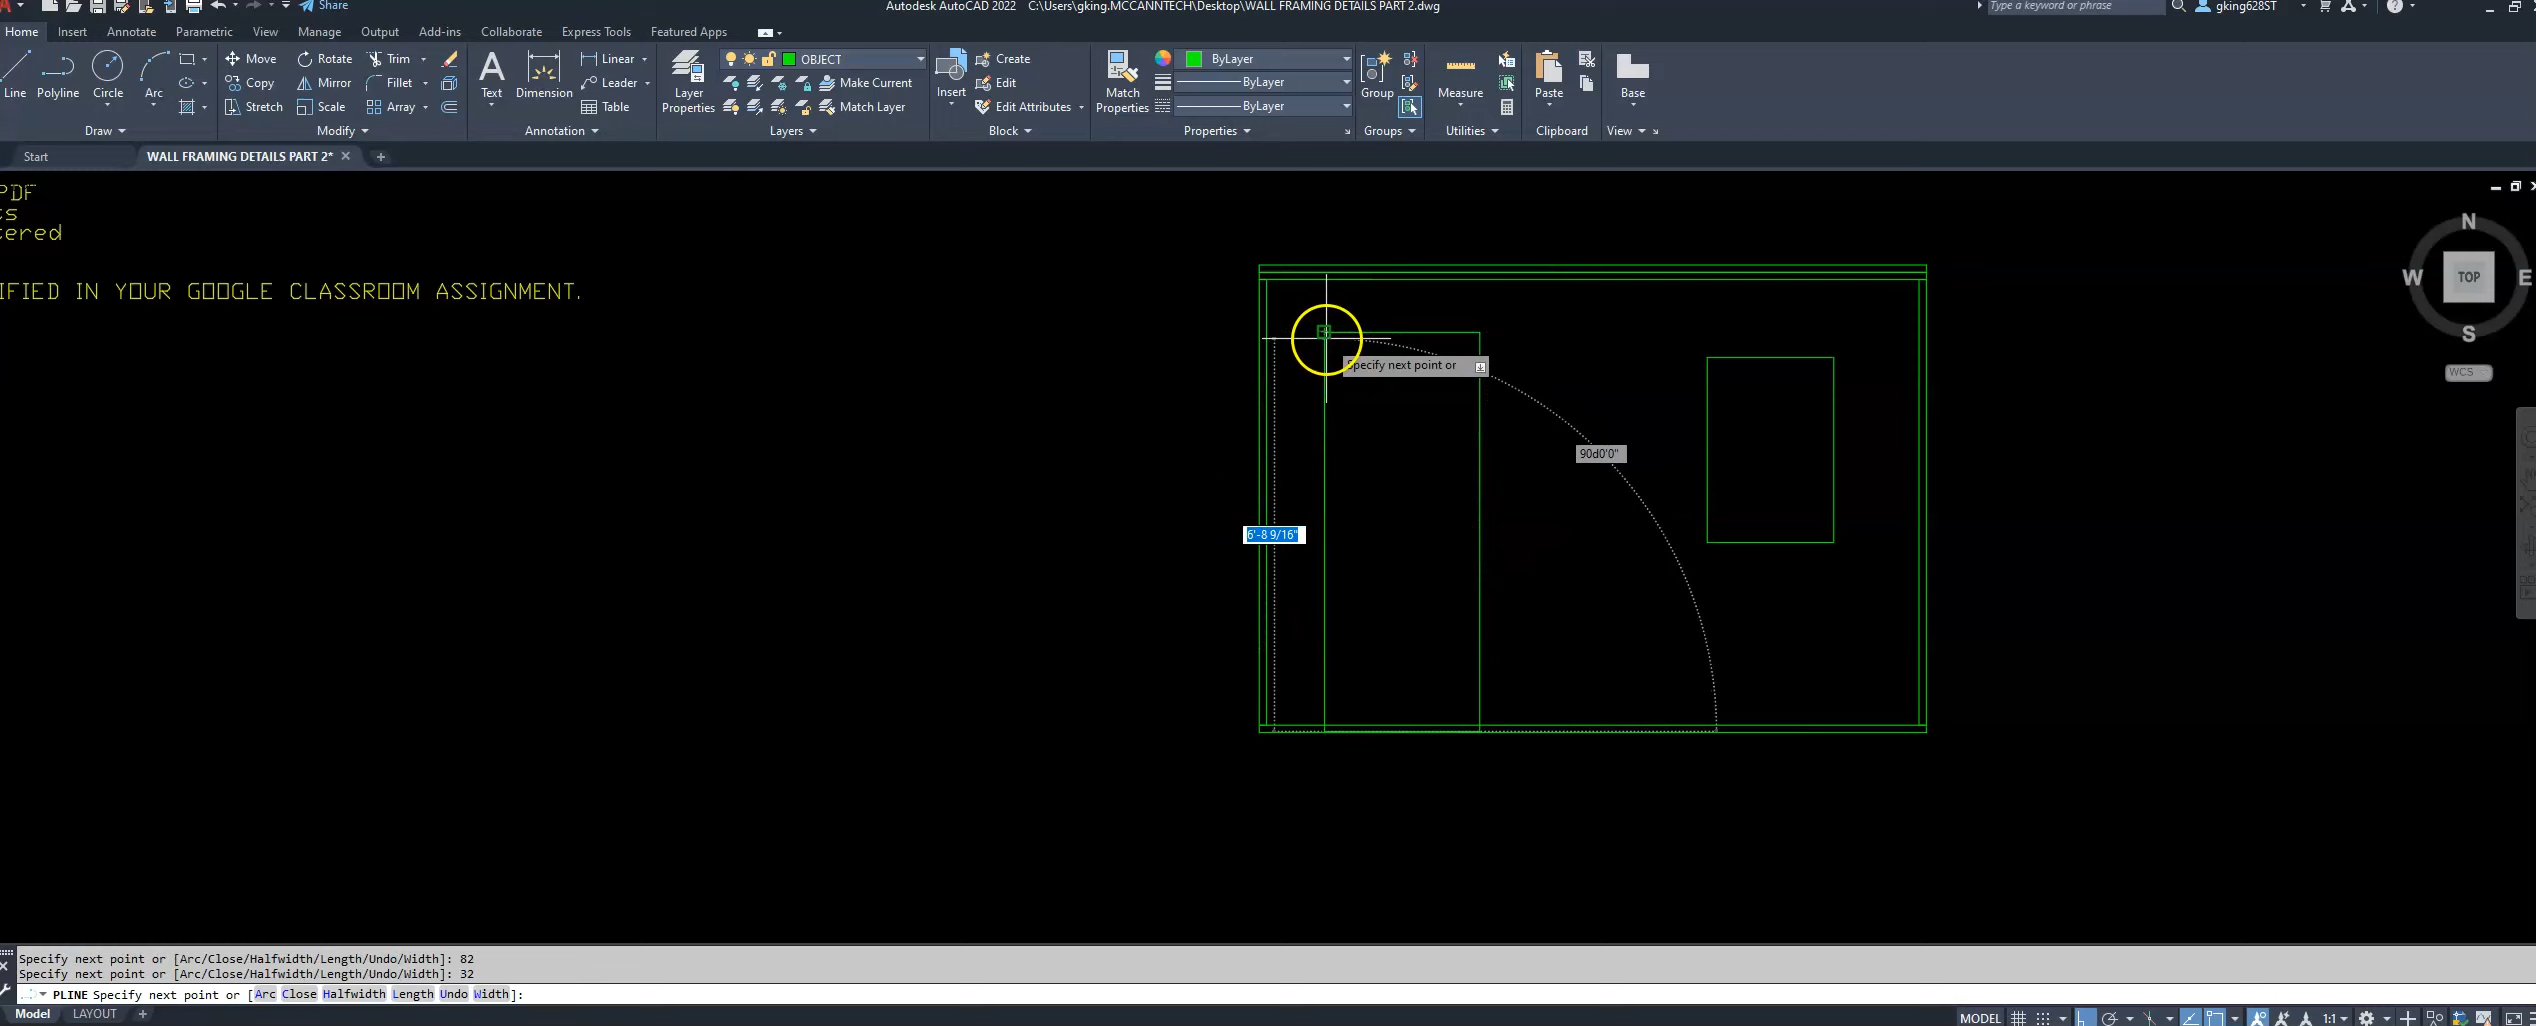 Share
Autodesk AutoCAD 2022 C:\Users\gking.MCCANNTECH\Desktop\WALL FRAMING DETAILS PART 2.dwg
Type a keyword or phrase
gking628ST
Home Insert Annotate Parametric View Manage Output Add-ins Collaborate Express Tools Featured Apps
Line Polyline Circle Arc
Draw
Move Rotate Trim
Copy Mirror Fillet
Stretch Scale Array
Modify
Text Dimension
Linear
Leader
Table
Annotation
Layer Properties
OBJECT
Make Current
Match Layer
Layers
Insert
Create
Edit
Edit Attributes
Block
Match Properties
ByLayer
ByLayer
ByLayer
Properties
Group
Groups
Measure
Utilities
Paste
Clipboard
Base
View
Start WALL FRAMING DETAILS PART 2*
PDF
ts
tered
IFIED IN YOUR GOOGLE CLASSROOM ASSIGNMENT.
N
W TOP E
S
WCS
Specify next point or
90d0'0"
6'-8 9/16"
Specify next point or [Arc/Close/Halfwidth/Length/Undo/Width]: 82
Specify next point or [Arc/Close/Halfwidth/Length/Undo/Width]: 32
PLINE Specify next point or [Arc Close Halfwidth Length Undo Width]:
Model LAYOUT
MODEL 1:1